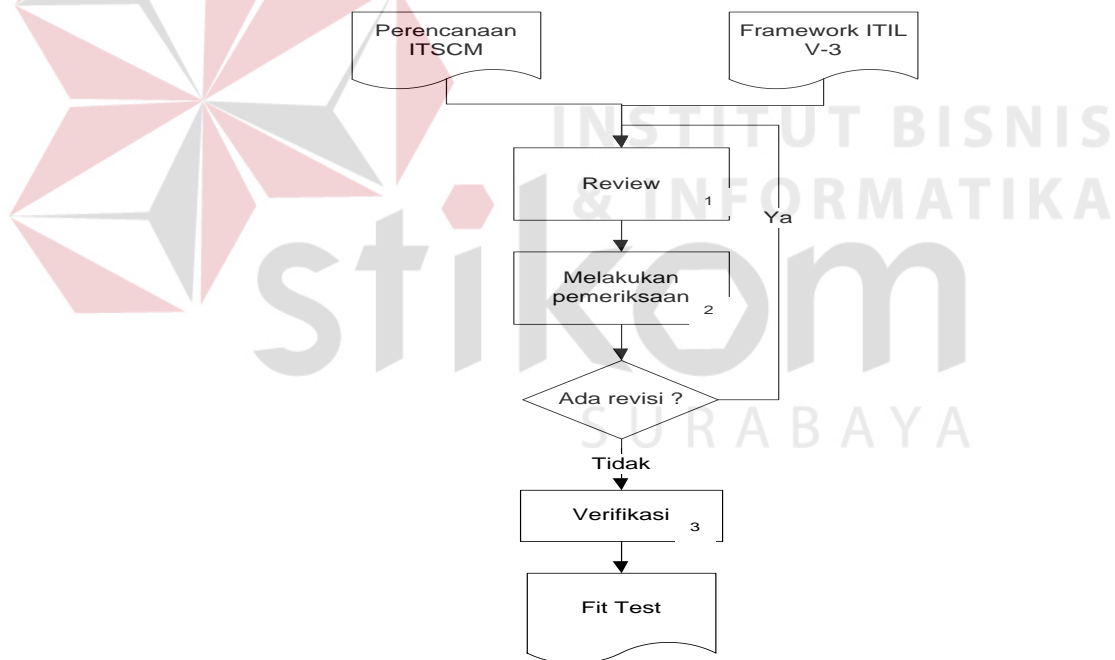 Perencanaan
ITSCM
Framework ITIL
V-3
INSTITUT BISNIS
& INFORMATIKA
stikom
SURABAYA
Review
1
Ya
Melakukan
pemeriksaan
2
Ada revisi ?
Tidak
Verifikasi
3
Fit Test